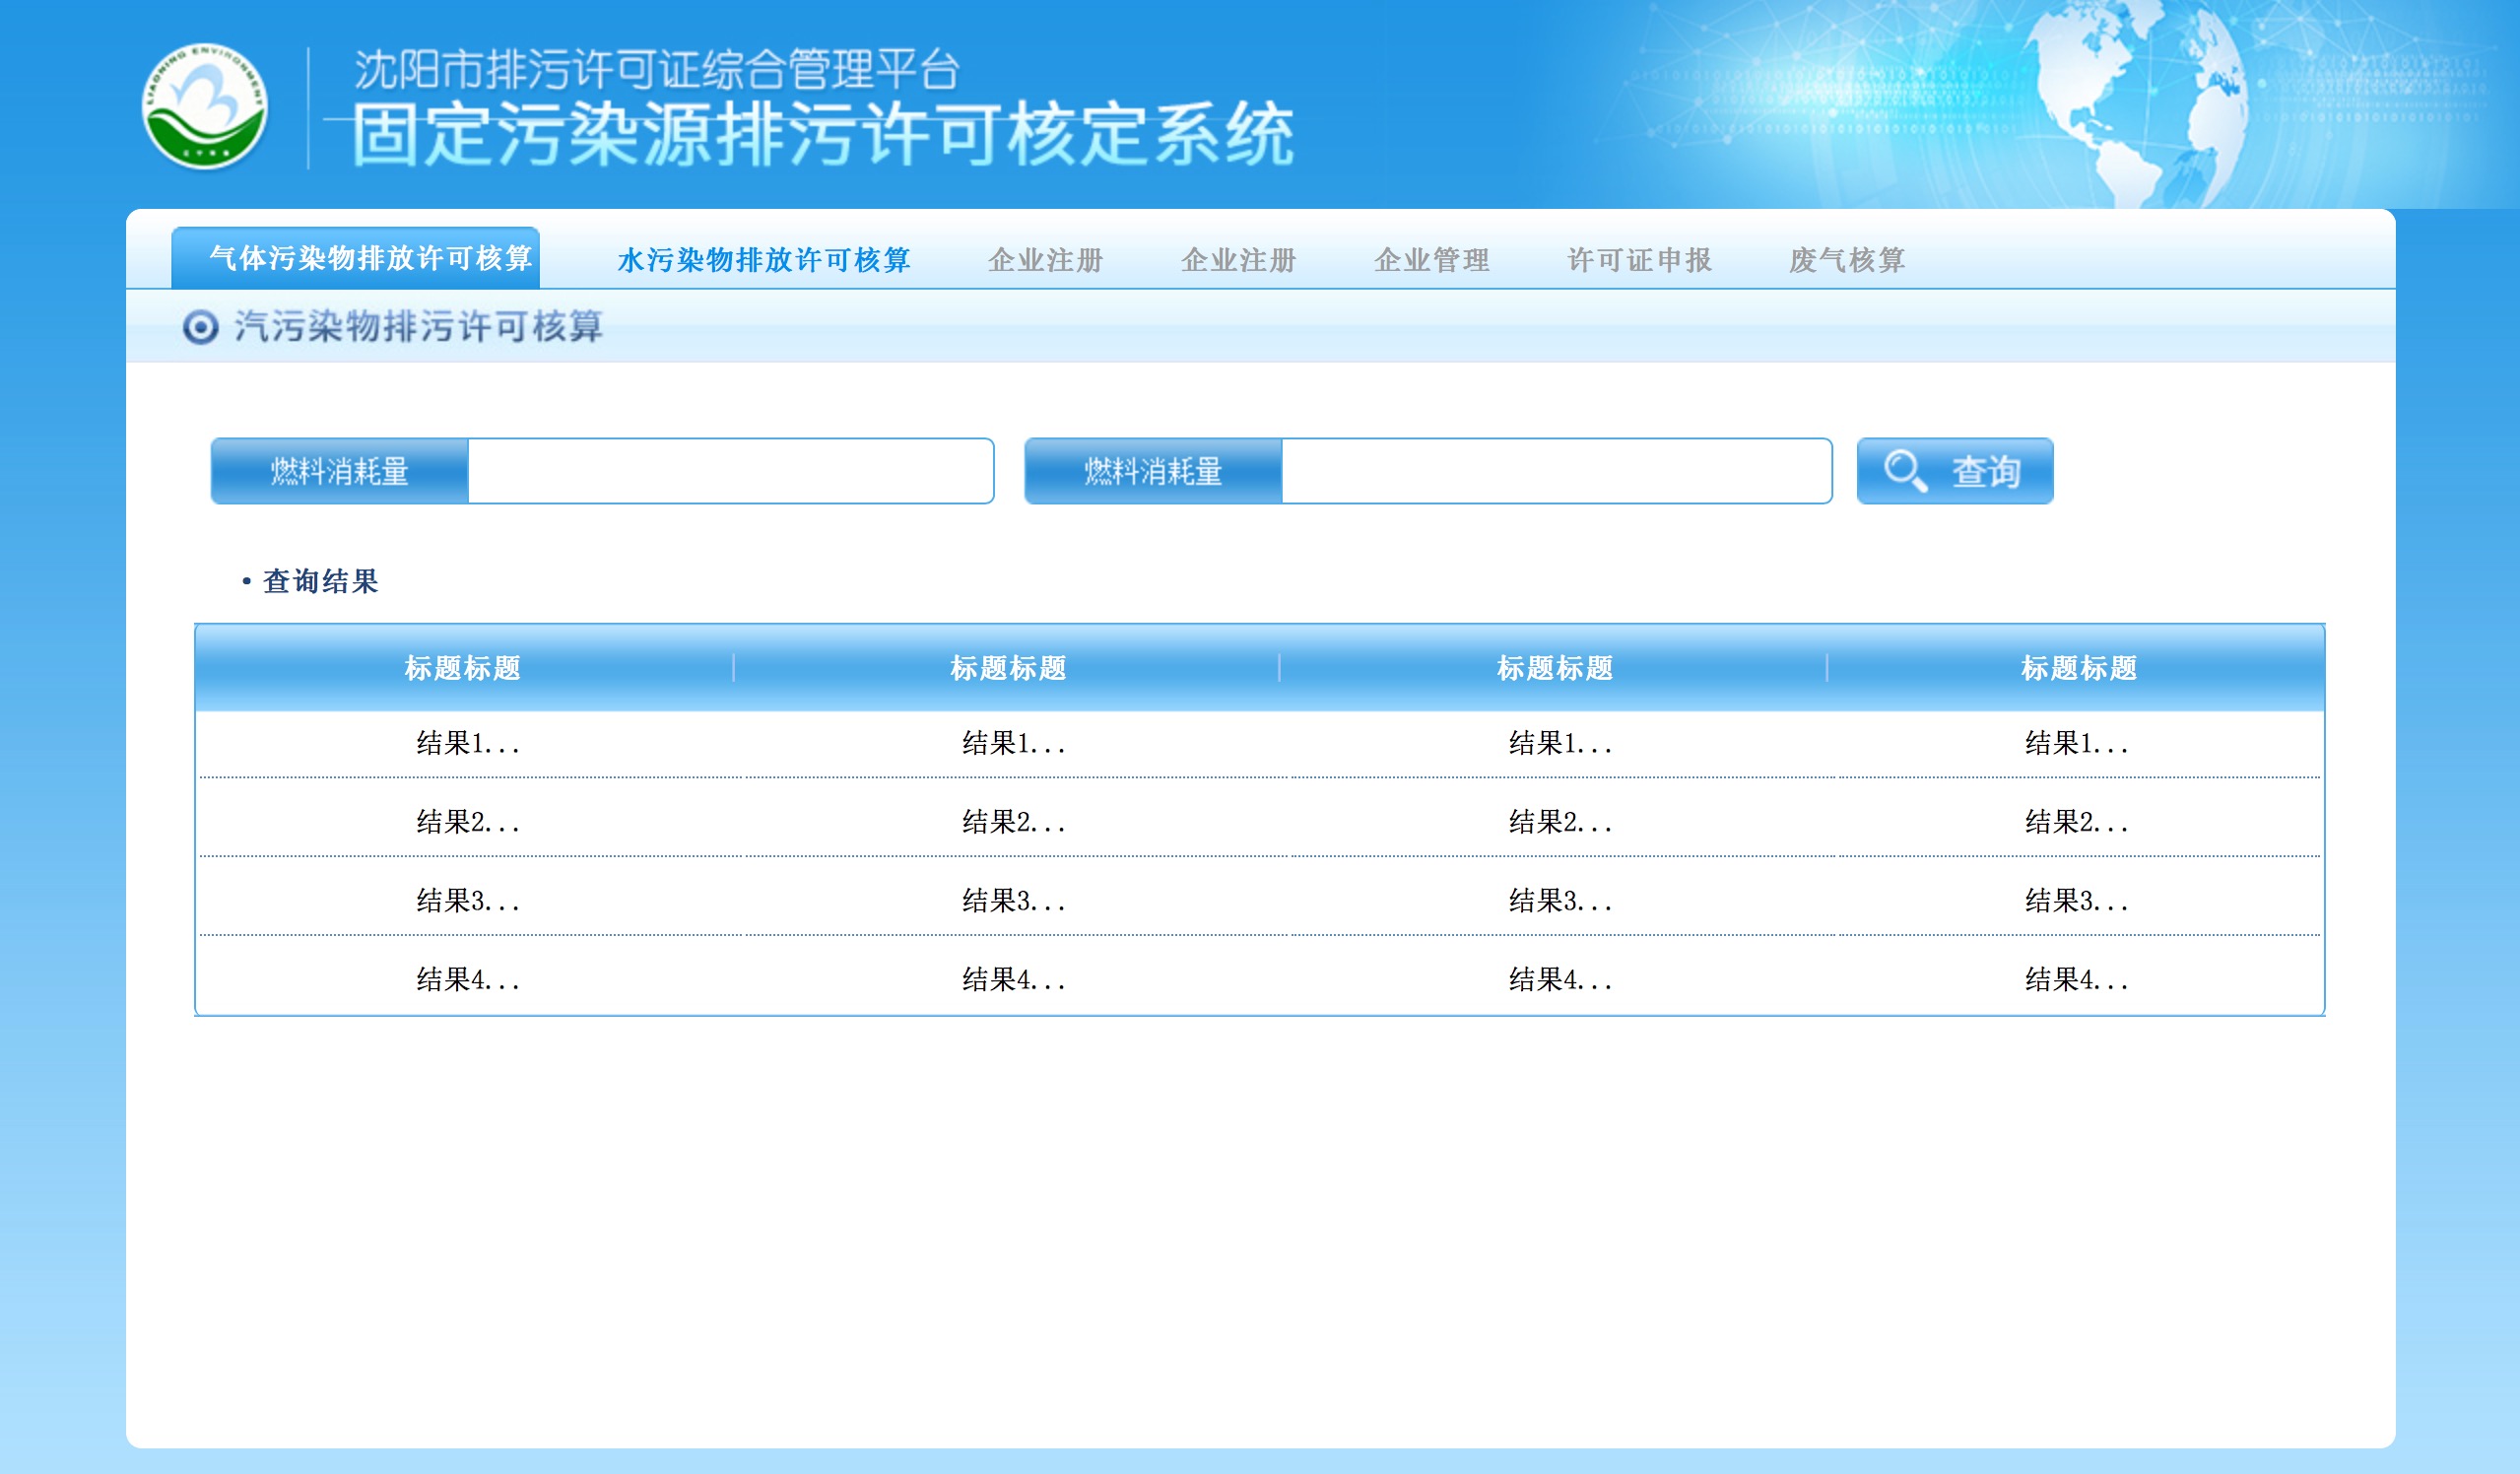 LIAONING ENVIRONMENT
沈阳市排污许可证综合管理平台
固定污染源排污许可核定系统
气体污染物排放许可核算 水污染物排放许可核算 企业注册 企业注册 企业管理 许可证申报 废气核算
汽污染物排污许可核算
燃料消耗量 燃料消耗量 查询
• 查询结果
标题标题 标题标题 标题标题 标题标题
结果1... 结果1... 结果1... 结果1...
结果2... 结果2... 结果2... 结果2...
结果3... 结果3... 结果3... 结果3...
结果4... 结果4... 结果4... 结果4...